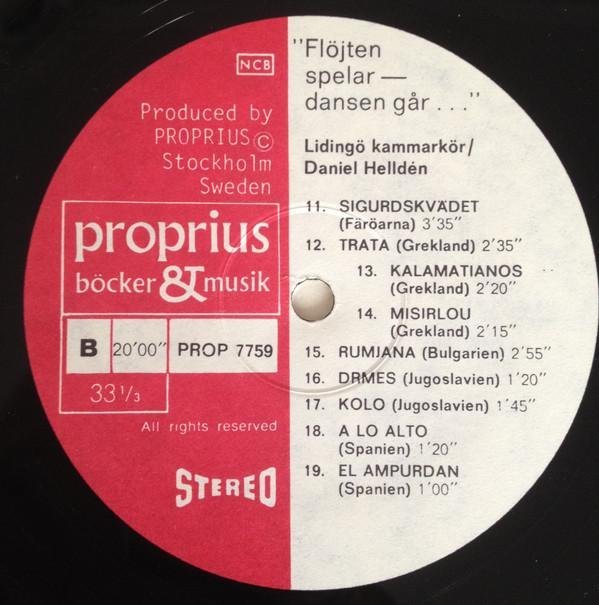 NCB
Produced by
PROPRIUS ©
Stockholm
Sweden
proprius
böcker & musik
B 20'00" PROP 7759
33 1/3
All rights reserved
STEREO
"Flöjten
spelar —
dansen går . . ."
Lidingö kammarkör/
Daniel Helldén
11. SIGURDSKVÄDET
(Färöarna) 3'35"
12. TRATA (Grekland) 2'35"
13. KALAMATIANOS
(Grekland) 2'20"
14. MISIRLOU
(Grekland) 2'15"
15. RUMJANA (Bulgarien) 2'55"
16. DRMES (Jugoslavien) 1'20"
17. KOLO (Jugoslavien) 1'45"
18. A LO ALTO
(Spanien) 1'20"
19. EL AMPURDAN
(Spanien) 1'00"